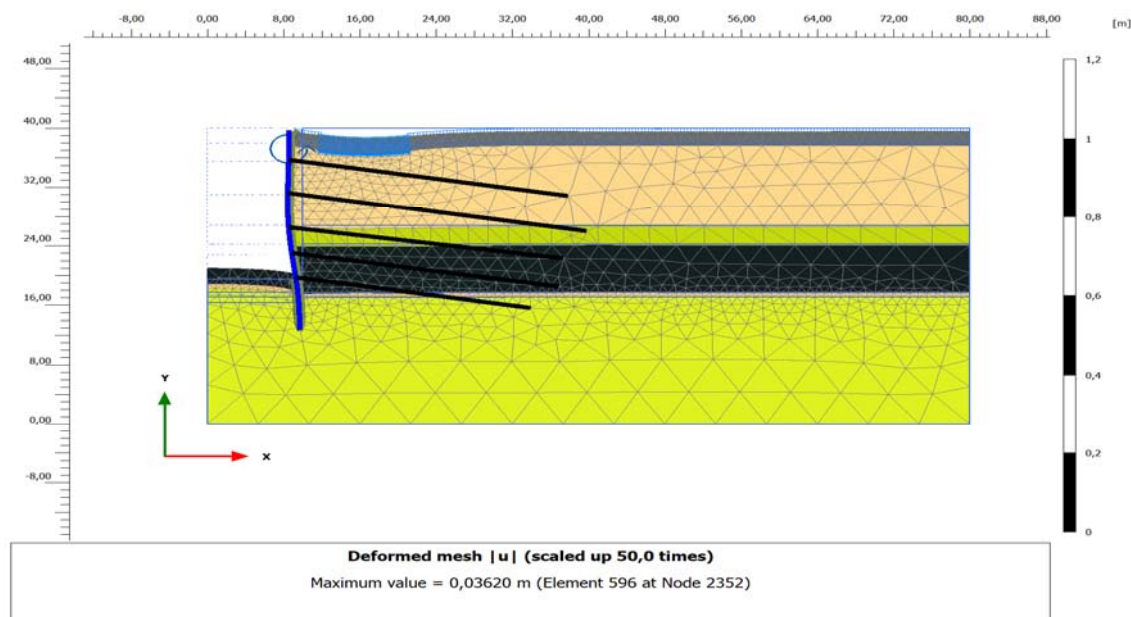 -8,00 0,00 8,00 16,00 24,00 32,00 40,00 48,00 56,00 64,00 72,00 80,00 88,00
[m]
48,00
40,00
32,00
24,00
16,00
8,00
0,00
-8,00
1,2
1
0,8
0,6
0,4
0,2
0
Y
X
Deformed mesh |u| (scaled up 50,0 times)
Maximum value = 0,03620 m (Element 596 at Node 2352)